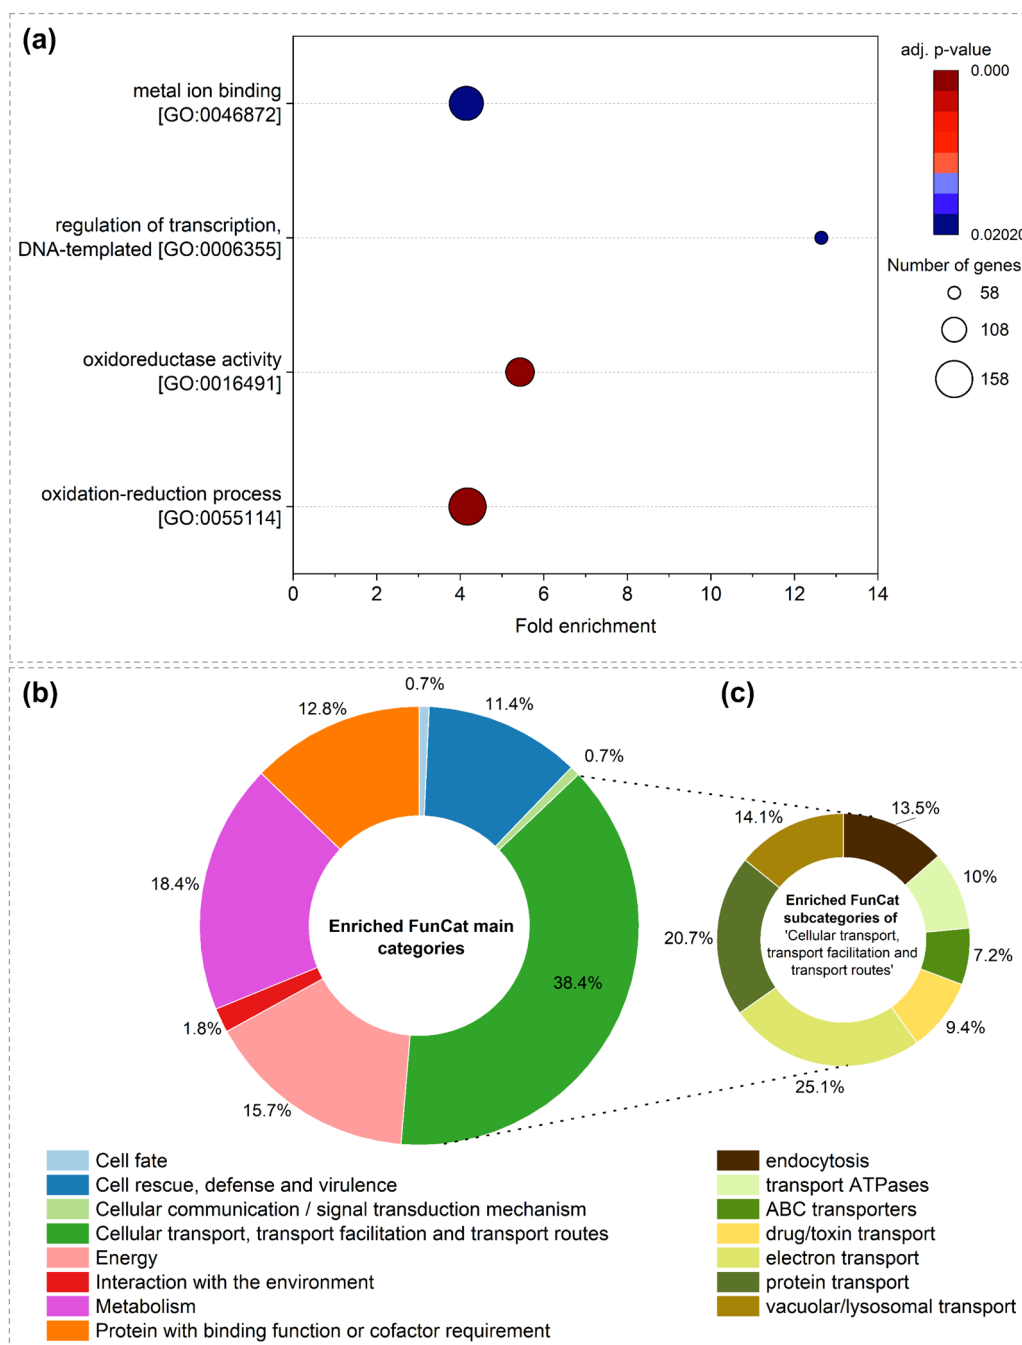 (a)
adj. p-value
0.000
0.02020
metal ion binding
[GO:0046872]
regulation of transcription,
DNA-templated [GO:0006355]
oxidoreductase activity
[GO:0016491]
oxidation-reduction process
[GO:0055114]
Number of genes
58
108
158
0 2 4 6 8 10 12 14
Fold enrichment
(b)
0.7%
11.4%
0.7%
38.4%
15.7%
1.8%
18.4%
12.8%
Enriched FunCat main
categories
Cell fate
Cell rescue, defense and virulence
Cellular communication / signal transduction mechanism
Cellular transport, transport facilitation and transport routes
Energy
Interaction with the environment
Metabolism
Protein with binding function or cofactor requirement
(c)
13.5%
10%
7.2%
9.4%
25.1%
20.7%
14.1%
Enriched FunCat
subcategories of
'Cellular transport,
transport facilitation and
transport routes'
endocytosis
transport ATPases
ABC transporters
drug/toxin transport
electron transport
protein transport
vacuolar/lysosomal transport